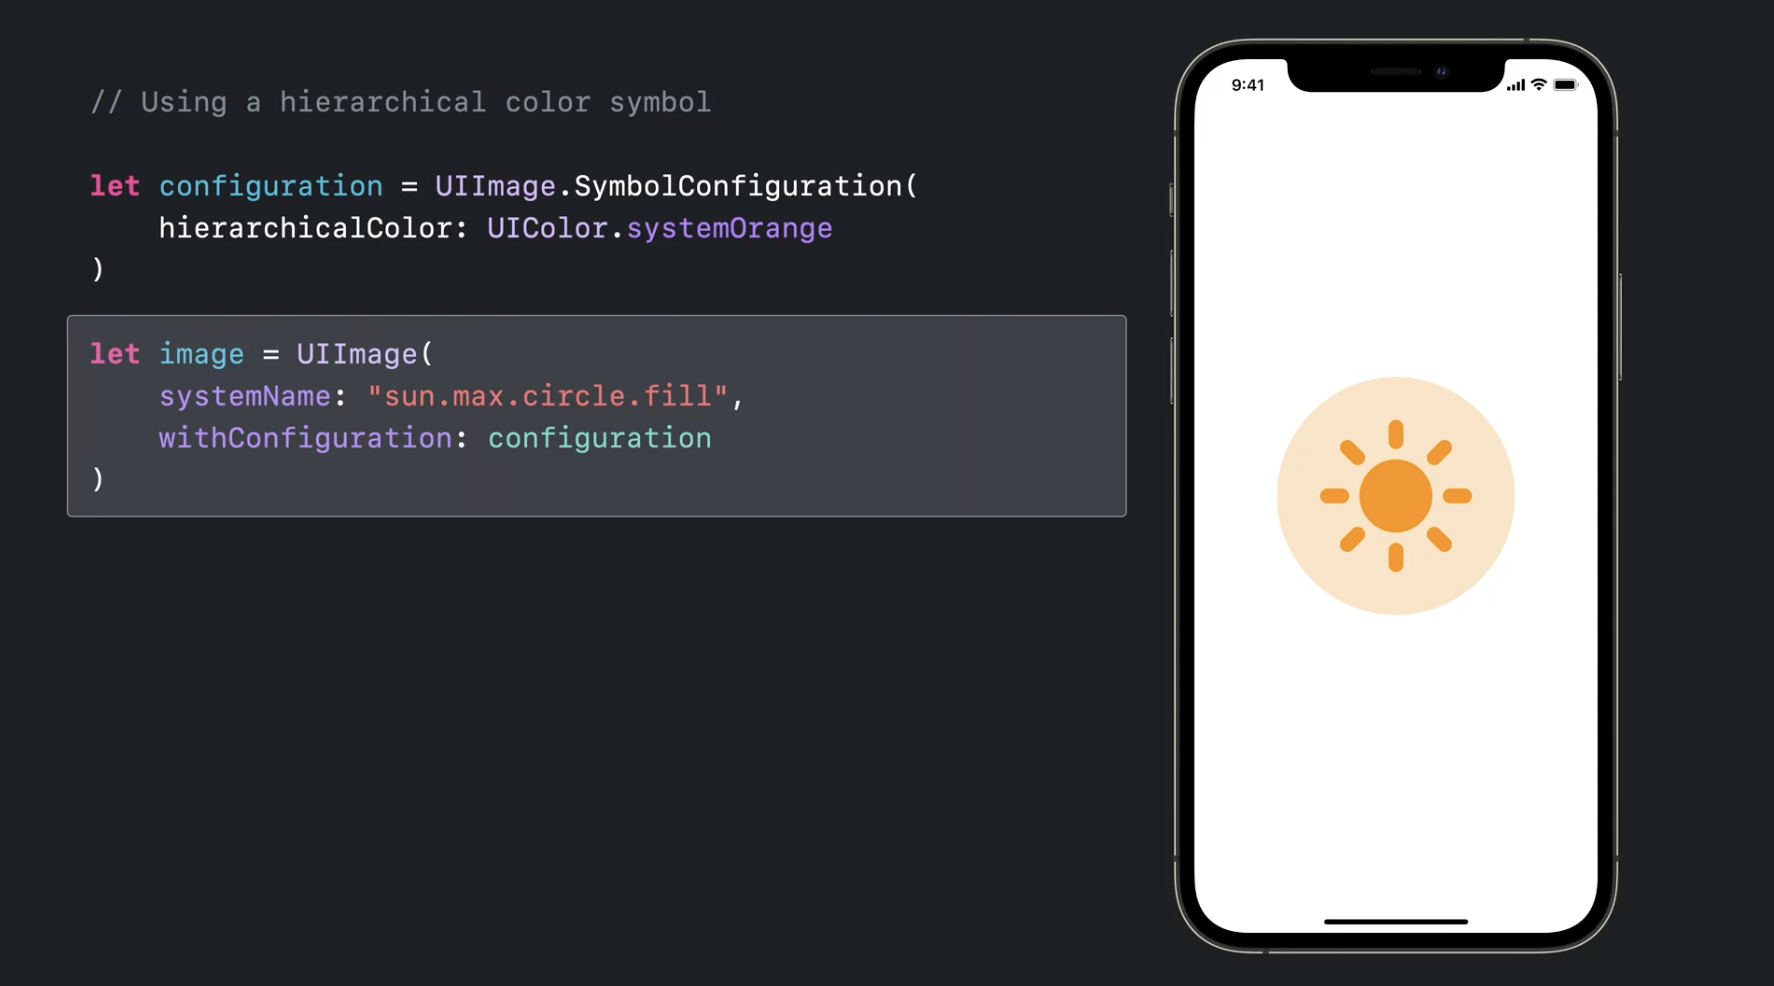 // Using a hierarchical color symbol
let configuration = UIImage.SymbolConfiguration(
    hierarchicalColor: UIColor.systemOrange
)
let image = UIImage(
    systemName: "sun.max.circle.fill",
    withConfiguration: configuration
)
9:41